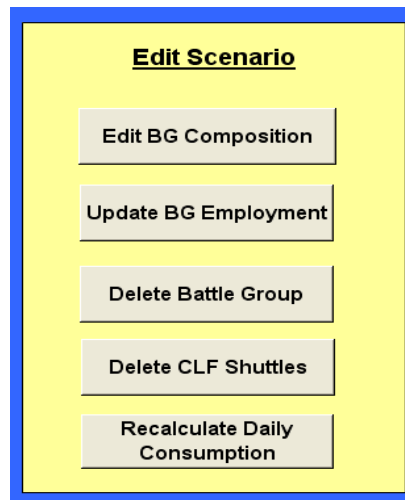 Edit Scenario
Edit BG Composition
Update BG Employment
Delete Battle Group
Delete CLF Shuttles
Recalculate Daily
Consumption